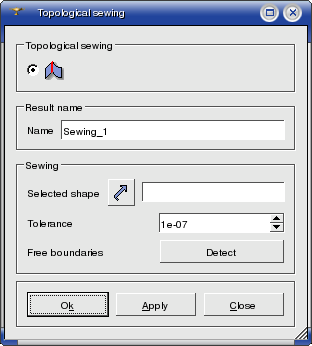 Topological sewing
Topological sewing
Result name
Name Sewing_1
Sewing
Selected shape
Tolerance 1e-07
Free boundaries Detect
Ok Apply Close